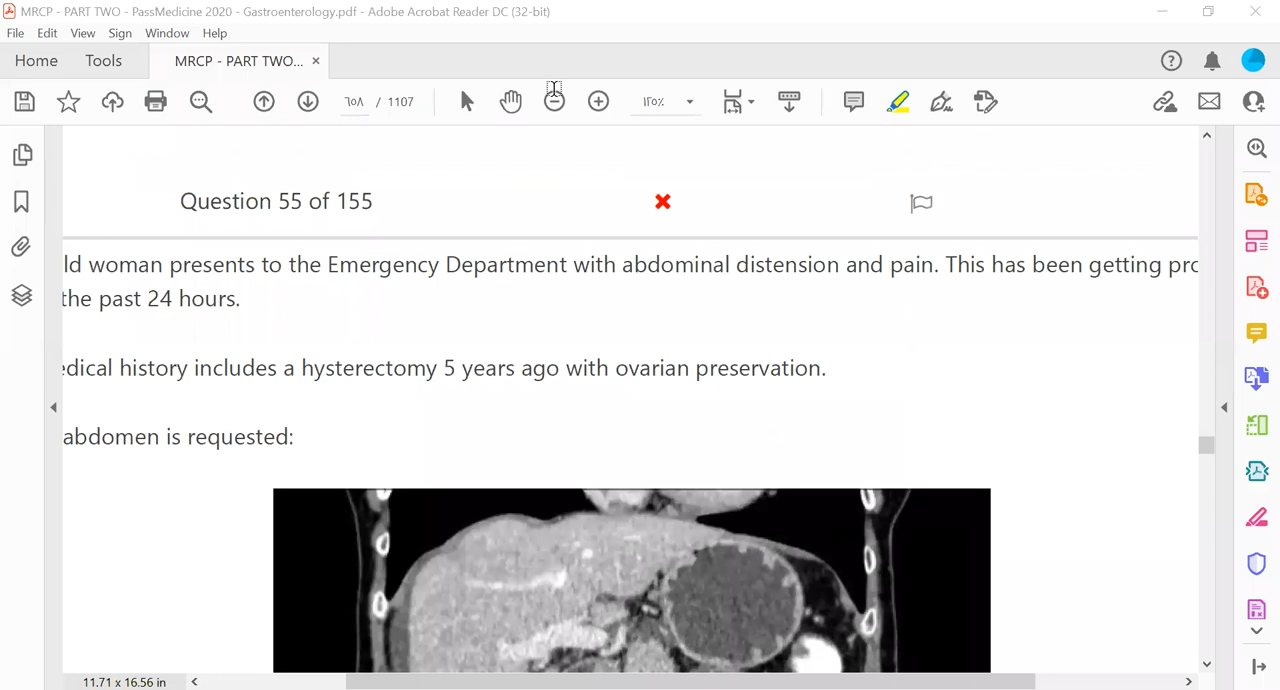 MRCP - PART TWO - PassMedicine 2020 - Gastroenterology.pdf - Adobe Acrobat Reader DC (32-bit)
File Edit View Sign Window Help
Home Tools MRCP - PART TWO... ×
٦٥٨ / 1107 ١٢٥٪
Question 55 of 155
ld woman presents to the Emergency Department with abdominal distension and pain. This has been getting pro
the past 24 hours.
edical history includes a hysterectomy 5 years ago with ovarian preservation.
abdomen is requested:
11.71 x 16.56 in